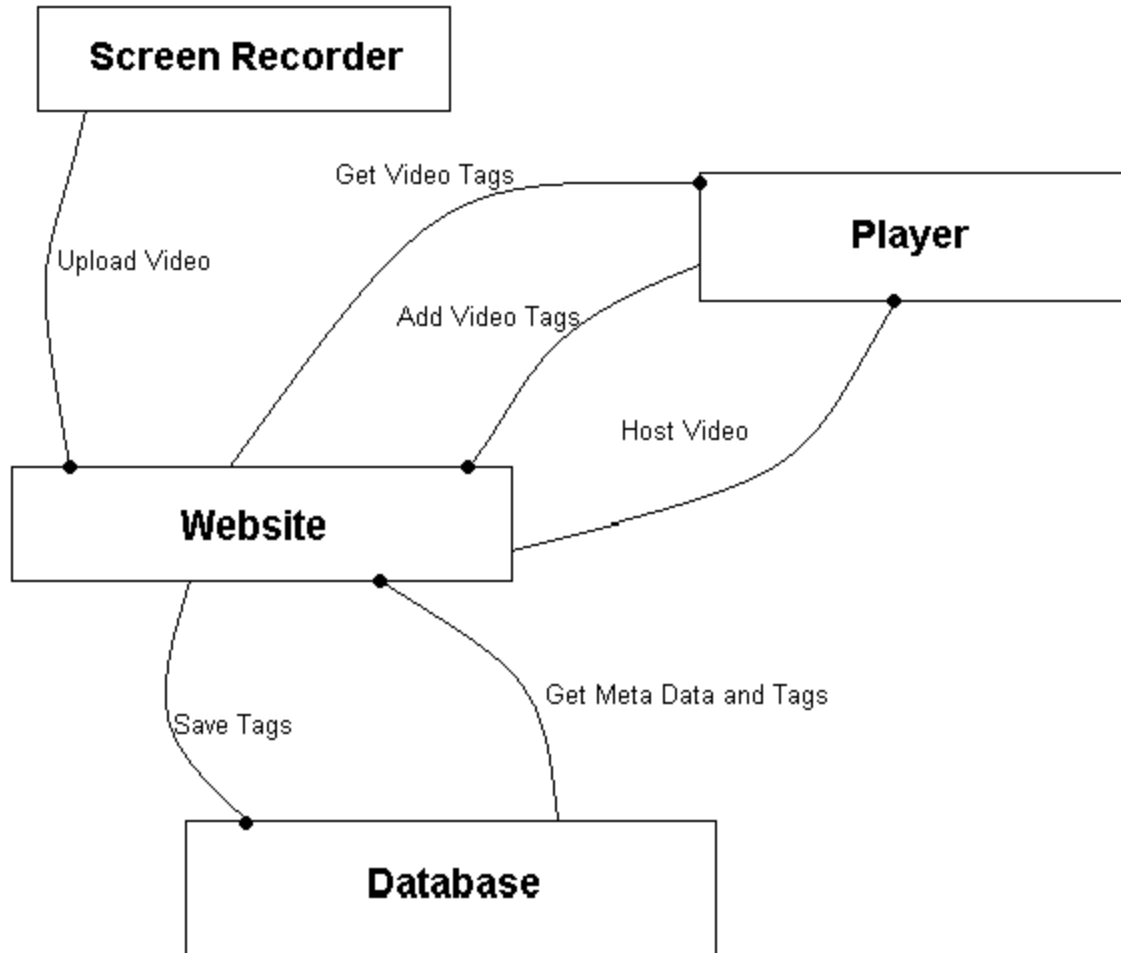 Screen Recorder
Get Video Tags
Player
Upload Video
Add Video Tags
Host Video
Website
Get Meta Data and Tags
Save Tags
Database